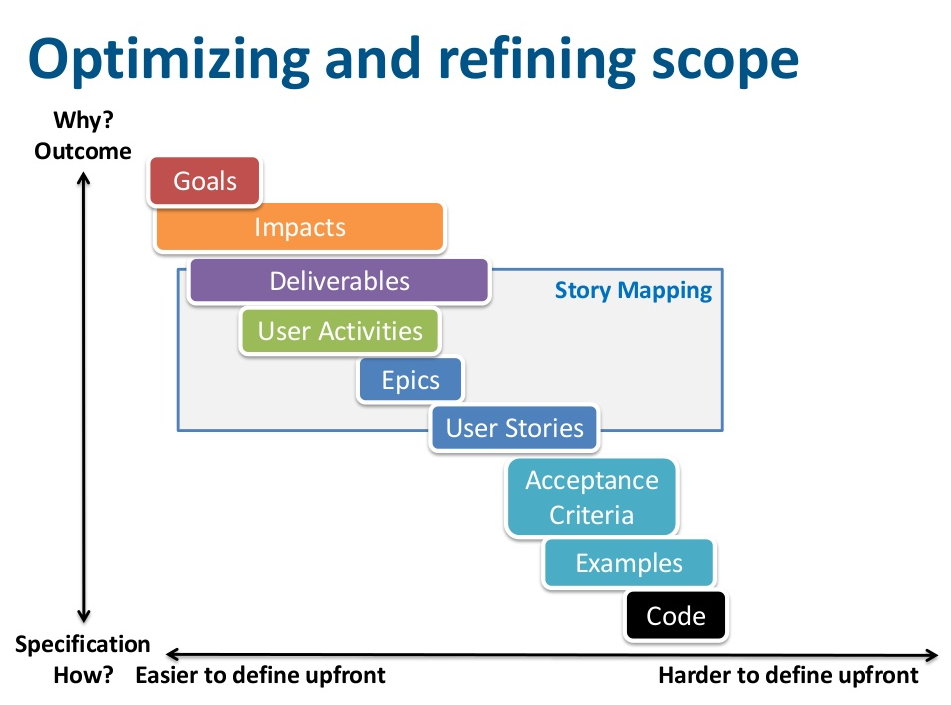 Optimizing and refining scope
Why?
Outcome
Goals
Impacts
Deliverables
Story Mapping
User Activities
Epics
User Stories
Acceptance
Criteria
Examples
Code
Specification
How?
Easier to define upfront
Harder to define upfront